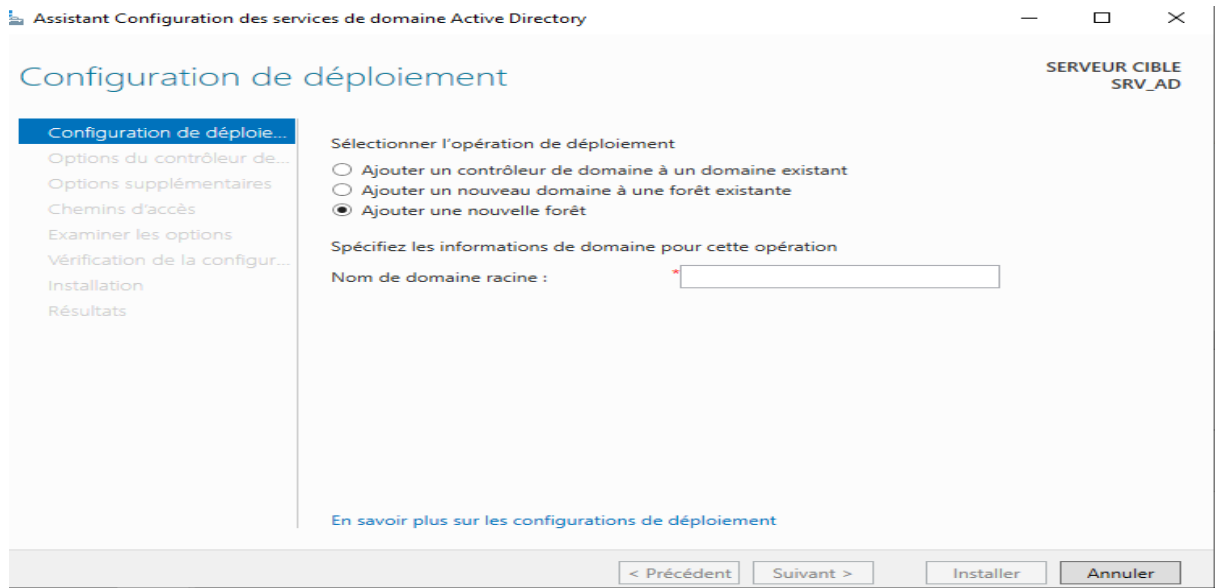 Assistant Configuration des services de domaine Active Directory
Configuration de déploiement
SERVEUR CIBLE
SRV_AD
Configuration de déploie...
Options du contrôleur de...
Options supplémentaires
Chemins d'accès
Examiner les options
Vérification de la configur...
Installation
Résultats
Sélectionner l'opération de déploiement
Ajouter un contrôleur de domaine à un domaine existant
Ajouter un nouveau domaine à une forêt existante
Ajouter une nouvelle forêt
Spécifiez les informations de domaine pour cette opération
Nom de domaine racine : *
En savoir plus sur les configurations de déploiement
< Précédent
Suivant >
Installer
Annuler